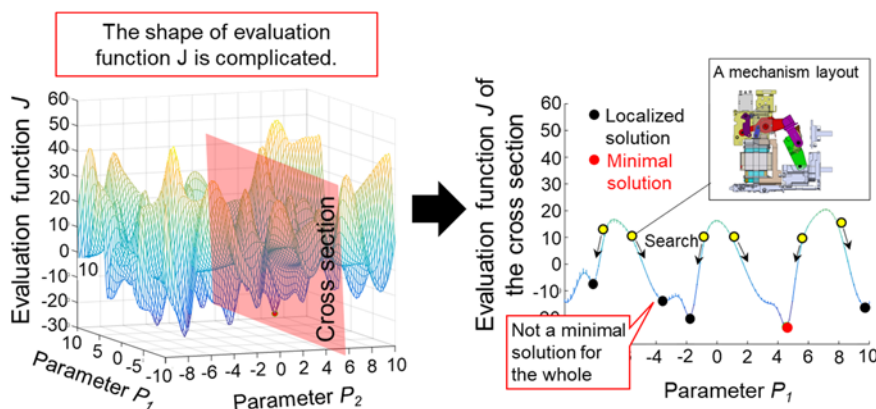 The shape of evaluation
function J is complicated.
Evaluation function J
60
50
40
30
20
10
0
-10
-20
-30
10
10
5
0
-5
-10
Parameter P1
-10
-8
-6
-4
-2
0
2
4
6
8
10
Parameter P2
Cross section
Evaluation function J of
the cross section
60
50
40
30
20
10
0
-10
A mechanism layout
Localized
solution
Minimal
solution
Search
Not a minimal
solution for
the whole
-4
-2
0
2
4
6
8
10
Parameter P1